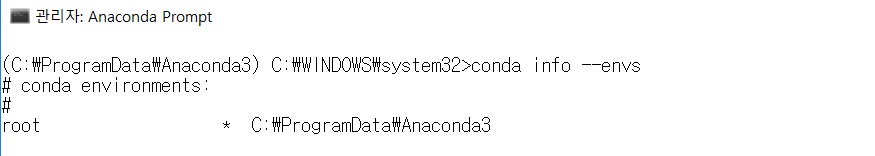 관리자: Anaconda Prompt
(C:₩ProgramData₩Anaconda3) C:₩WINDOWS₩system32>conda info --envs
# conda environments:
#
root * C:₩ProgramData₩Anaconda3